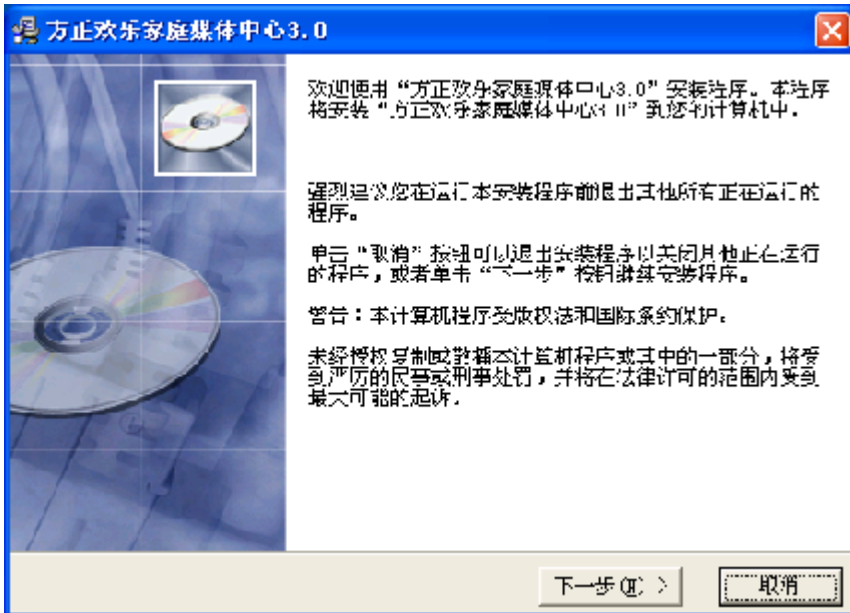 方正欢乐家庭媒体中心3.0
欢迎使用“方正欢乐家庭媒体中心3.0”安装程序。本程序
将安装“方正欢乐家庭媒体中心3.0”到您的计算机中。
强烈建议您在运行本安装程序前退出其他所有正在运行的
程序。
单击“取消”按钮可以退出安装程序以关闭其他正在运行
的程序，或者单击“下一步”按钮继续安装程序。
警告：本计算机程序受版权法和国际条约保护。
未经授权复制或散播本计算机程序或其中的一部分，将受
到严厉的民事或刑事处罚，并将在法律许可的范围内受到
最大可能的起诉。
下一步(N) >
取消